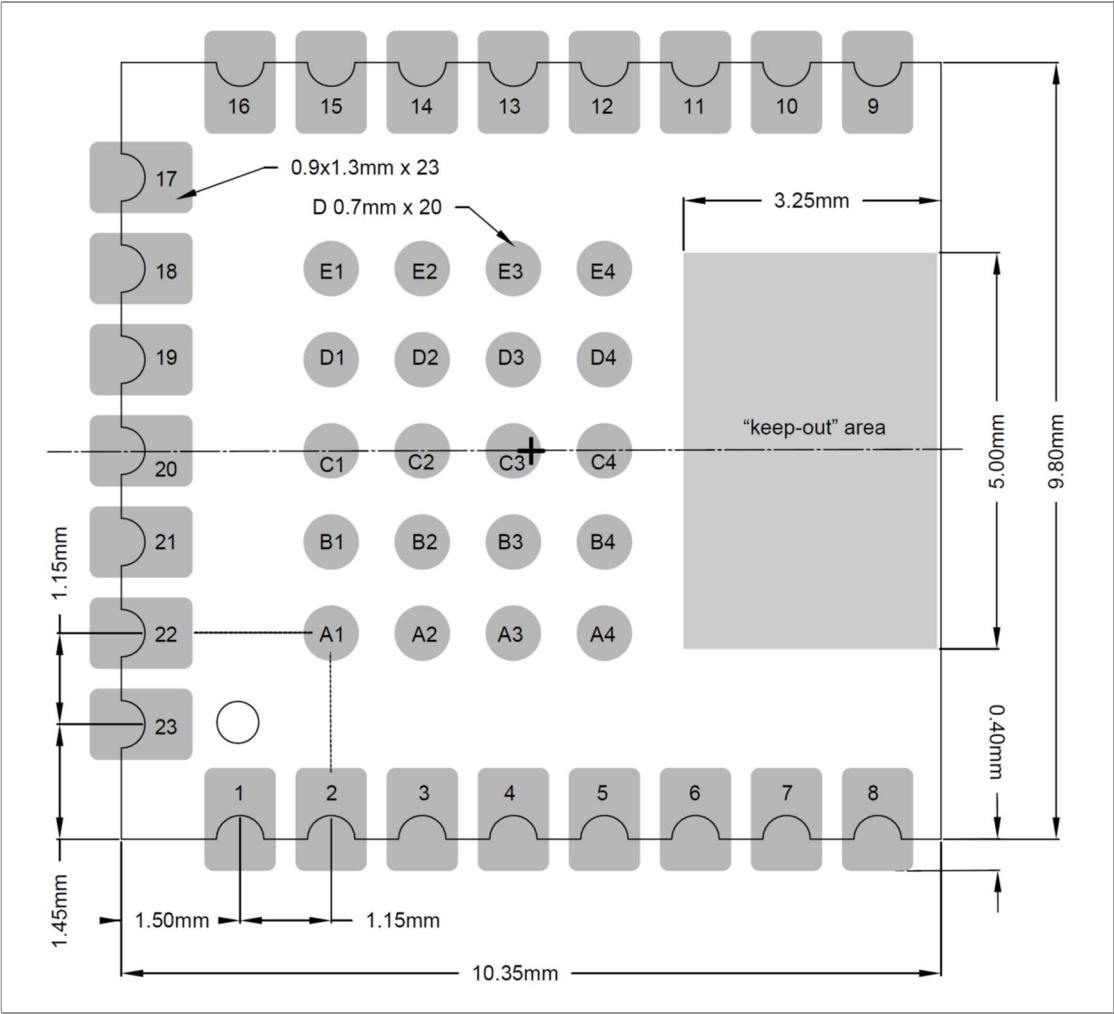 16 15 14 13 12 11 10 9
17
0.9x1.3mm x 23
3.25mm
D 0.7mm x 20
18 E1 E2 E3 E4
19 D1 D2 D3 D4
"keep-out" area
5.00mm
9.80mm
20 C1 C2 C3 C4
21 B1 B2 B3 B4
1.15mm
22 A1 A2 A3 A4
23
0.40mm
1 2 3 4 5 6 7 8
1.45mm
1.50mm
1.15mm
10.35mm